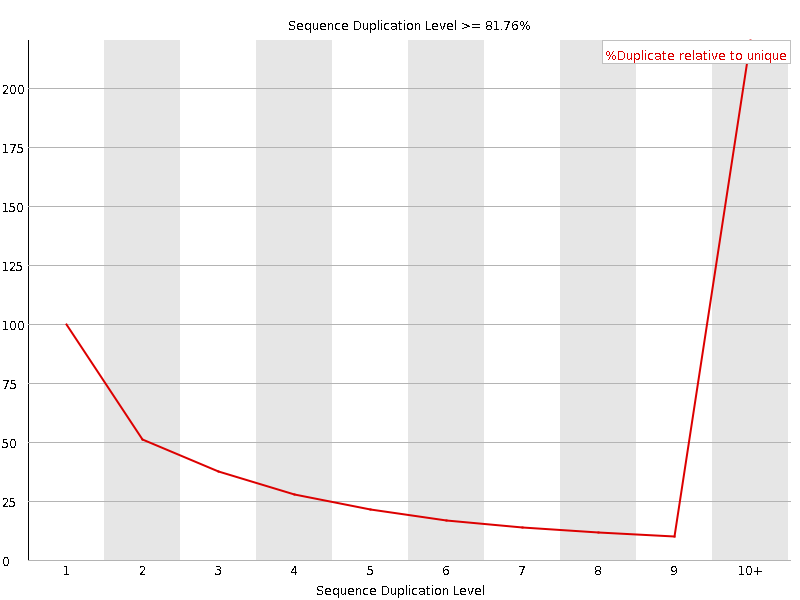 Sequence Duplication Level >= 81.76%
%Duplicate relative to unique
200
175
150
125
100
75
50
25
0
1 2 3 4 5 6 7 8 9 10+
Sequence Duplication Level